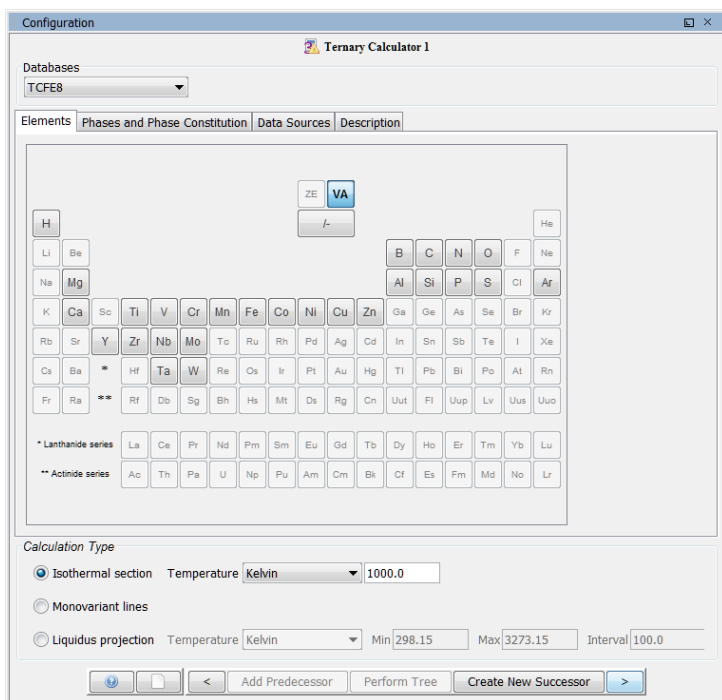 Configuration
Ternary Calculator 1
Databases
TCFE8
Elements Phases and Phase Constitution Data Sources Description
ZE VA
H /- He
Li Be B C N O F Ne
Na Mg Al Si P S Cl Ar
K Ca Sc Ti V Cr Mn Fe Co Ni Cu Zn Ga Ge As Se Br Kr
Rb Sr Y Zr Nb Mo Tc Ru Rh Pd Ag Cd In Sn Sb Te I Xe
Cs Ba * Hf Ta W Re Os Ir Pt Au Hg Tl Pb Bi Po At Rn
Fr Ra ** Rf Db Sg Bh Hs Mt Ds Rg Cn Uut Fl Uup Lv Uus Uuo
* Lanthanide series La Ce Pr Nd Pm Sm Eu Gd Tb Dy Ho Er Tm Yb Lu
** Actinide series Ac Th Pa U Np Pu Am Cm Bk Cf Es Fm Md No Lr
Calculation Type
Isothermal section Temperature Kelvin 1000.0
Monovariant lines
Liquidus projection Temperature Kelvin Min 298.15 Max 3273.15 Interval 100.0
< Add Predecessor Perform Tree Create New Successor >